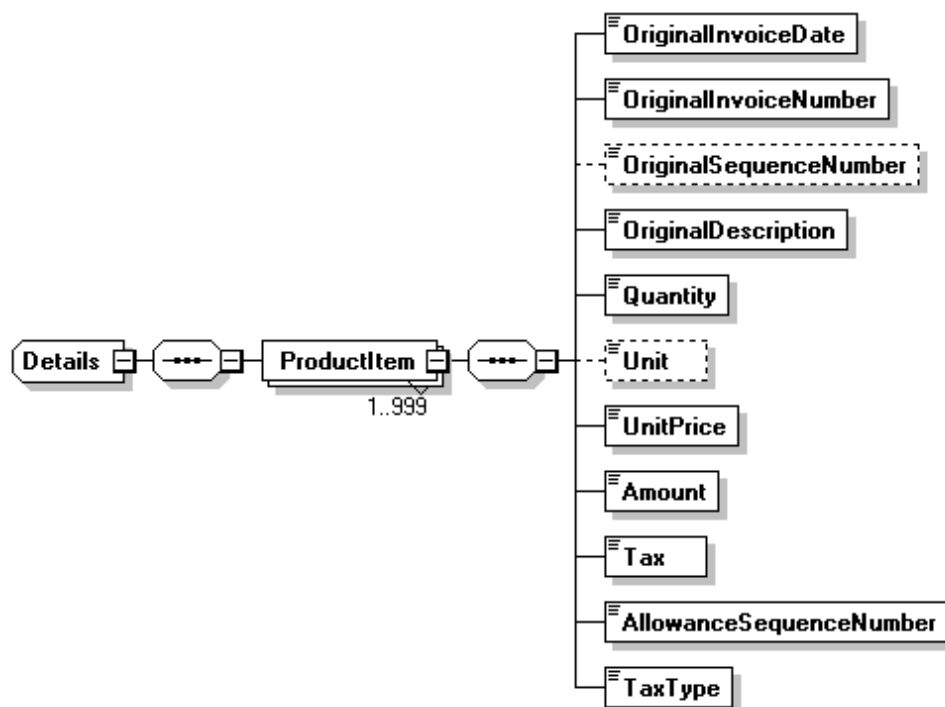 OriginalInvoiceDate
OriginalInvoiceNumber
OriginalSequenceNumber
OriginalDescription
Quantity
Details
ProductItem
1..999
Unit
UnitPrice
Amount
Tax
AllowanceSequenceNumber
TaxType